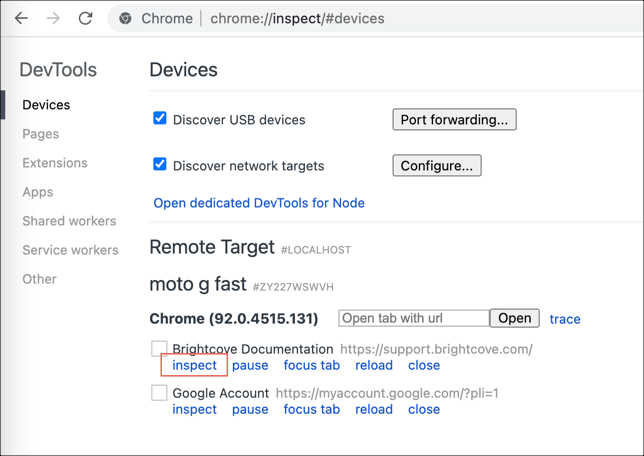 Chrome | chrome://inspect/#devices
DevTools
Devices
Pages
Extensions
Apps
Shared workers
Service workers
Other
Devices
Discover USB devices Port forwarding...
Discover network targets Configure...
Open dedicated DevTools for Node
Remote Target #LOCALHOST
moto g fast #ZY227WSWVH
Chrome (92.0.4515.131) Open tab with url Open trace
Brightcove Documentation https://support.brightcove.com/
inspect pause focus tab reload close
Google Account https://myaccount.google.com/?pli=1
inspect pause focus tab reload close